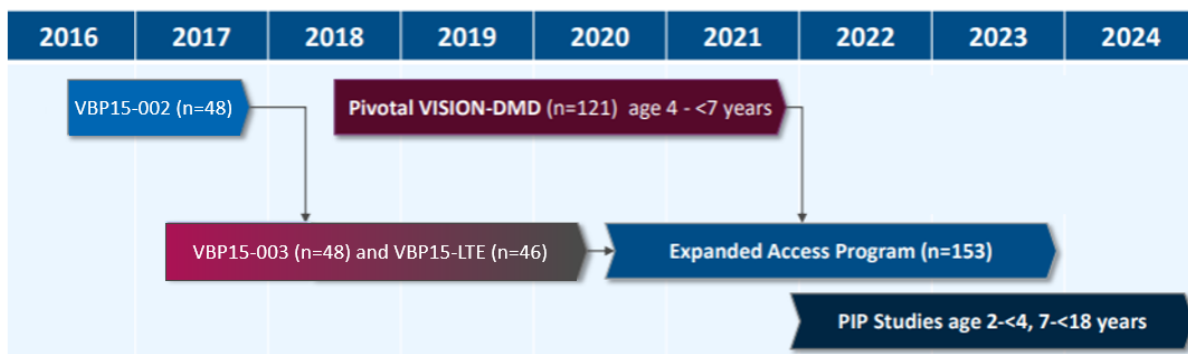 2016 2017 2018 2019 2020 2021 2022 2023 2024
VBP15-002 (n=48)
Pivotal VISION-DMD (n=121) age 4 - <7 years
VBP15-003 (n=48) and VBP15-LTE (n=46)
Expanded Access Program (n=153)
PIP Studies age 2-<4, 7-<18 years